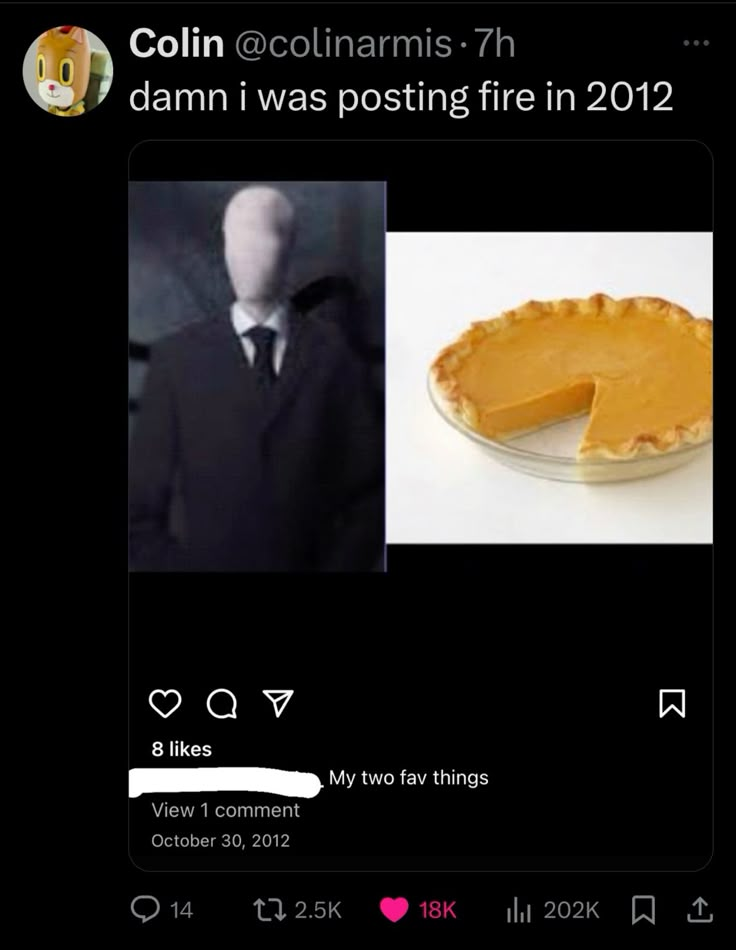 Colin @colinarmis · 7h
damn i was posting fire in 2012
8 likes
My two fav things
View 1 comment
October 30, 2012
14 2.5K 18K 202K